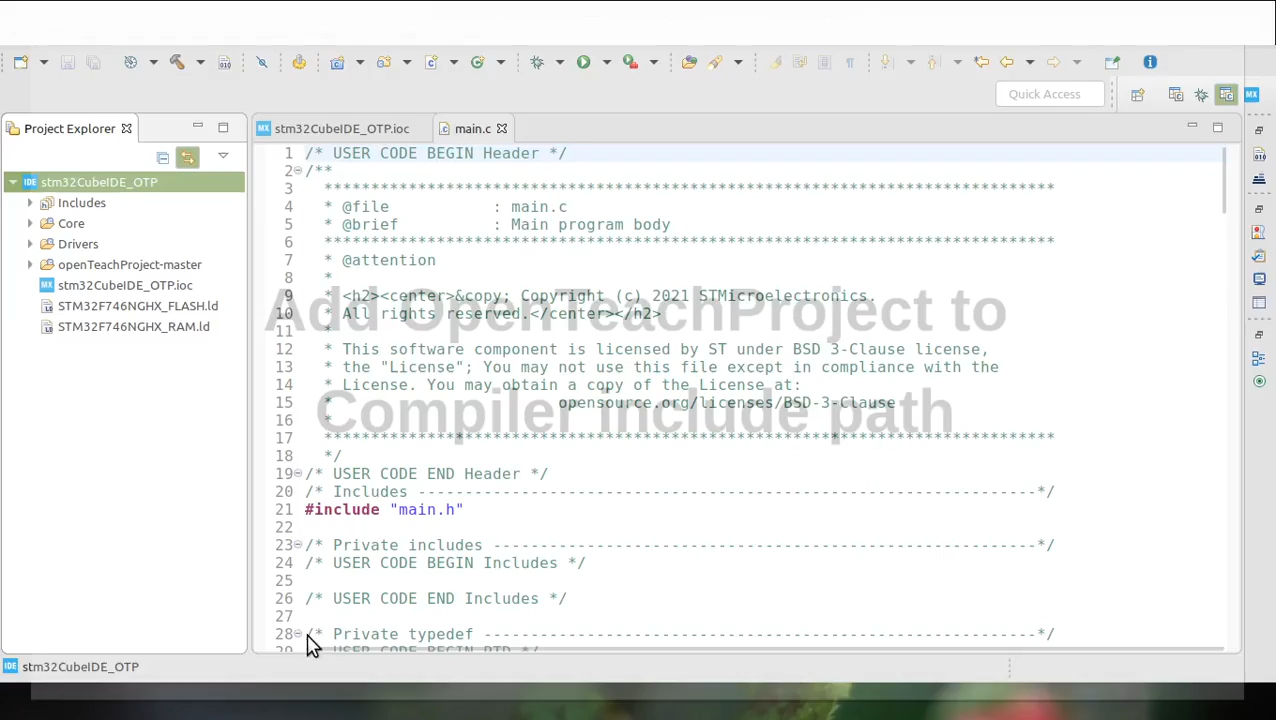 Quick Access
Project Explorer
stm32CubeIDE_OTP
Includes
Core
Drivers
openTeachProject-master
stm32CubeIDE_OTP.ioc
STM32F746NGHX_FLASH.ld
STM32F746NGHX_RAM.ld
stm32CubeIDE_OTP.ioc
main.c
1 /* USER CODE BEGIN Header */
2 /**
3 ******************************************************************************
4 * @file : main.c
5 * @brief : Main program body
6 ******************************************************************************
7 * @attention
8 *
9 * <h2><center>&copy; Copyright (c) 2021 STMicroelectronics.
10 * All rights reserved.</center></h2>
11 *
12 * This software component is licensed by ST under BSD 3-Clause license,
13 * the "License"; You may not use this file except in compliance with the
14 * License. You may obtain a copy of the License at:
15 * opensource.org/licenses/BSD-3-Clause
16 *
17 ******************************************************************************
18 */
19 /* USER CODE END Header */
20 /* Includes ------------------------------------------------------------------*/
21 #include "main.h"
22
23 /* Private includes ----------------------------------------------------------*/
24 /* USER CODE BEGIN Includes */
25
26 /* USER CODE END Includes */
27
28 /* Private typedef -----------------------------------------------------------*/
29 /* USER CODE BEGIN PTD */
Add OpenTeachProject to
Compiler include path
stm32CubeIDE_OTP